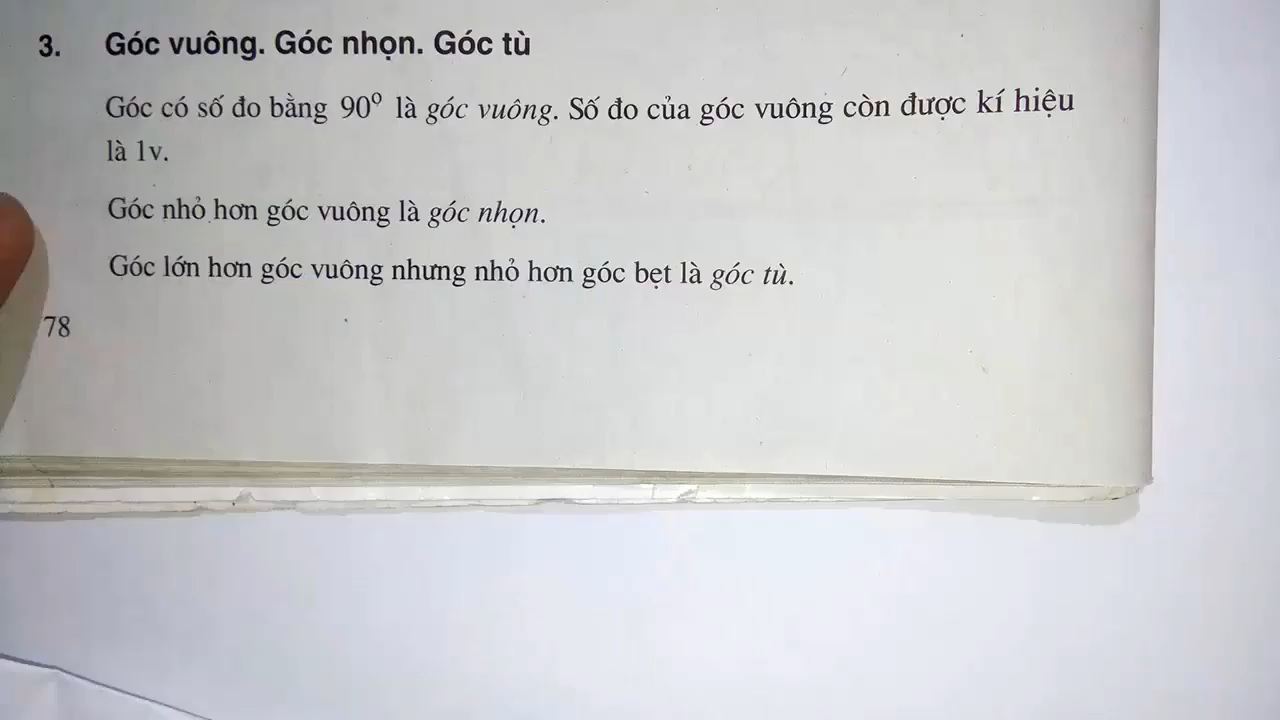 3. Góc vuông. Góc nhọn. Góc tù
Góc có số đo bằng 90° là góc vuông. Số đo của góc vuông còn được kí hiệu
là 1v.
Góc nhỏ hơn góc vuông là góc nhọn.
Góc lớn hơn góc vuông nhưng nhỏ hơn góc bẹt là góc tù.
78